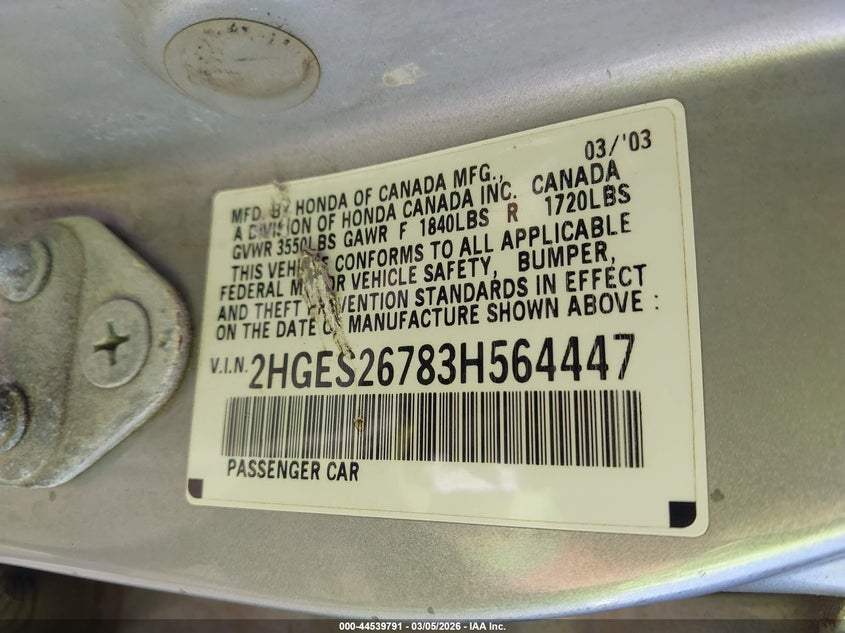 03/'03
MFD. BY HONDA OF CANADA MFG.,
A DIVISION OF HONDA CANADA INC. CANADA
GVWR 3550LBS GAWR F 1840LBS R 1720LBS
THIS VEHICLE CONFORMS TO ALL APPLICABLE
FEDERAL MOTOR VEHICLE SAFETY, BUMPER,
AND THEFT PREVENTION STANDARDS IN EFFECT
ON THE DATE OF MANUFACTURE SHOWN ABOVE :
V.I.N. 2HGES26783H564447
PASSENGER CAR
000-44539791 - 03/05/2026 - IAA Inc.